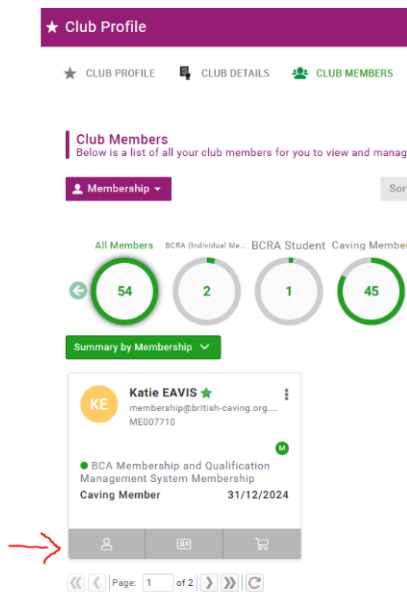 Club Profile
CLUB PROFILE CLUB DETAILS CLUB MEMBERS
Club Members
Below is a list of all your club members for you to view and manag
Membership
Sor
All Members BCRA (Individual Me... BCRA Student Caving Member
54 2 1 45
Summary by Membership
KE
Katie EAVIS
membership@british-caving.org....
ME007710
M
BCA Membership and Qualification
Management System Membership
Caving Member 31/12/2024
Page: 1 of 2